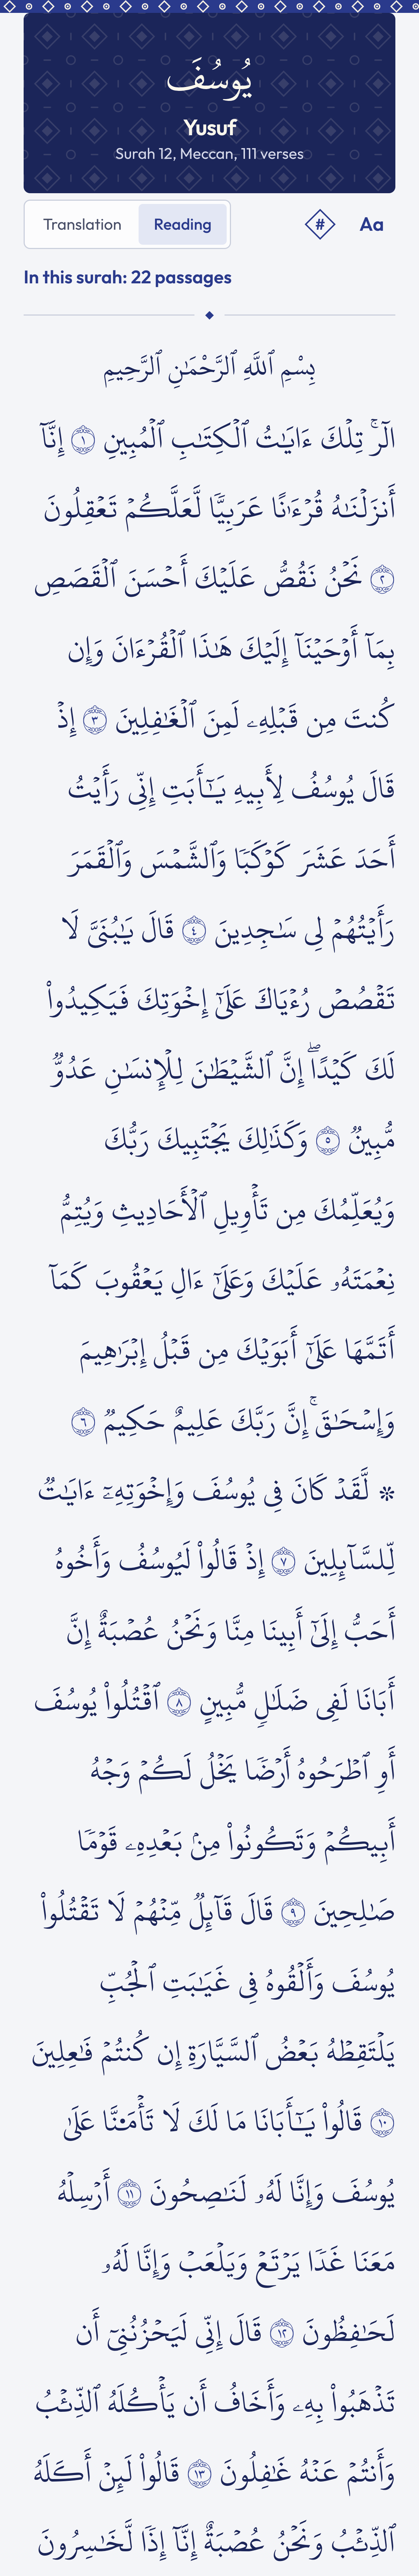 يُوسُفَ
Yusuf
Surah 12, Meccan, 111 verses
Translation
Reading
#
Aa
In this surah: 22 passages
بِسْمِ ٱللَّهِ ٱلرَّحْمَٰنِ ٱلرَّحِيمِ
الٓرۚ تِلْكَ ءَايَٰتُ ٱلْكِتَٰبِ ٱلْمُبِينِ ١ إِنَّآ
أَنزَلْنَٰهُ قُرْءَٰنًا عَرَبِيًّا لَّعَلَّكُمْ تَعْقِلُونَ
٢ نَحْنُ نَقُصُّ عَلَيْكَ أَحْسَنَ ٱلْقَصَصِ
بِمَآ أَوْحَيْنَآ إِلَيْكَ هَٰذَا ٱلْقُرْءَانَ وَإِن
كُنتَ مِن قَبْلِهِۦ لَمِنَ ٱلْغَٰفِلِينَ ٣ إِذْ
قَالَ يُوسُفُ لِأَبِيهِ يَٰٓأَبَتِ إِنِّى رَأَيْتُ
أَحَدَ عَشَرَ كَوْكَبًا وَٱلشَّمْسَ وَٱلْقَمَرَ
رَأَيْتُهُمْ لِى سَٰجِدِينَ ٤ قَالَ يَٰبُنَىَّ لَا
تَقْصُصْ رُءْيَاكَ عَلَىٰٓ إِخْوَتِكَ فَيَكِيدُوا۟
لَكَ كَيْدًاۖ إِنَّ ٱلشَّيْطَٰنَ لِلْإِنسَٰنِ عَدُوٌّ
مُّبِينٌ ٥ وَكَذَٰلِكَ يَجْتَبِيكَ رَبُّكَ
وَيُعَلِّمُكَ مِن تَأْوِيلِ ٱلْأَحَادِيثِ وَيُتِمُّ
نِعْمَتَهُۥ عَلَيْكَ وَعَلَىٰٓ ءَالِ يَعْقُوبَ كَمَآ
أَتَمَّهَا عَلَىٰٓ أَبَوَيْكَ مِن قَبْلُ إِبْرَٰهِيمَ
وَإِسْحَٰقَۚ إِنَّ رَبَّكَ عَلِيمٌ حَكِيمٌ ٦
۞ لَّقَدْ كَانَ فِى يُوسُفَ وَإِخْوَتِهِۦٓ ءَايَٰتٌ
لِّلسَّآئِلِينَ ٧ إِذْ قَالُوا۟ لَيُوسُفُ وَأَخُوهُ
أَحَبُّ إِلَىٰٓ أَبِينَا مِنَّا وَنَحْنُ عُصْبَةٌ إِنَّ
أَبَانَا لَفِى ضَلَٰلٍ مُّبِينٍ ٨ ٱقْتُلُوا۟ يُوسُفَ
أَوِ ٱطْرَحُوهُ أَرْضًا يَخْلُ لَكُمْ وَجْهُ
أَبِيكُمْ وَتَكُونُوا۟ مِنۢ بَعْدِهِۦ قَوْمًا
صَٰلِحِينَ ٩ قَالَ قَآئِلٌ مِّنْهُمْ لَا تَقْتُلُوا۟
يُوسُفَ وَأَلْقُوهُ فِى غَيَٰبَتِ ٱلْجُبِّ
يَلْتَقِطْهُ بَعْضُ ٱلسَّيَّارَةِ إِن كُنتُمْ فَٰعِلِينَ
١٠ قَالُوا۟ يَٰٓأَبَانَا مَا لَكَ لَا تَأْمَ۫نَّا عَلَىٰ
يُوسُفَ وَإِنَّا لَهُۥ لَنَٰصِحُونَ ١١ أَرْسِلْهُ
مَعَنَا غَدًا يَرْتَعْ وَيَلْعَبْ وَإِنَّا لَهُۥ
لَحَٰفِظُونَ ١٢ قَالَ إِنِّى لَيَحْزُنُنِىٓ أَن
تَذْهَبُوا۟ بِهِۦ وَأَخَافُ أَن يَأْكُلَهُ ٱلذِّئْبُ
وَأَنتُمْ عَنْهُ غَٰفِلُونَ ١٣ قَالُوا۟ لَئِنْ أَكَلَهُ
ٱلذِّئْبُ وَنَحْنُ عُصْبَةٌ إِنَّآ إِذًا لَّخَٰسِرُونَ